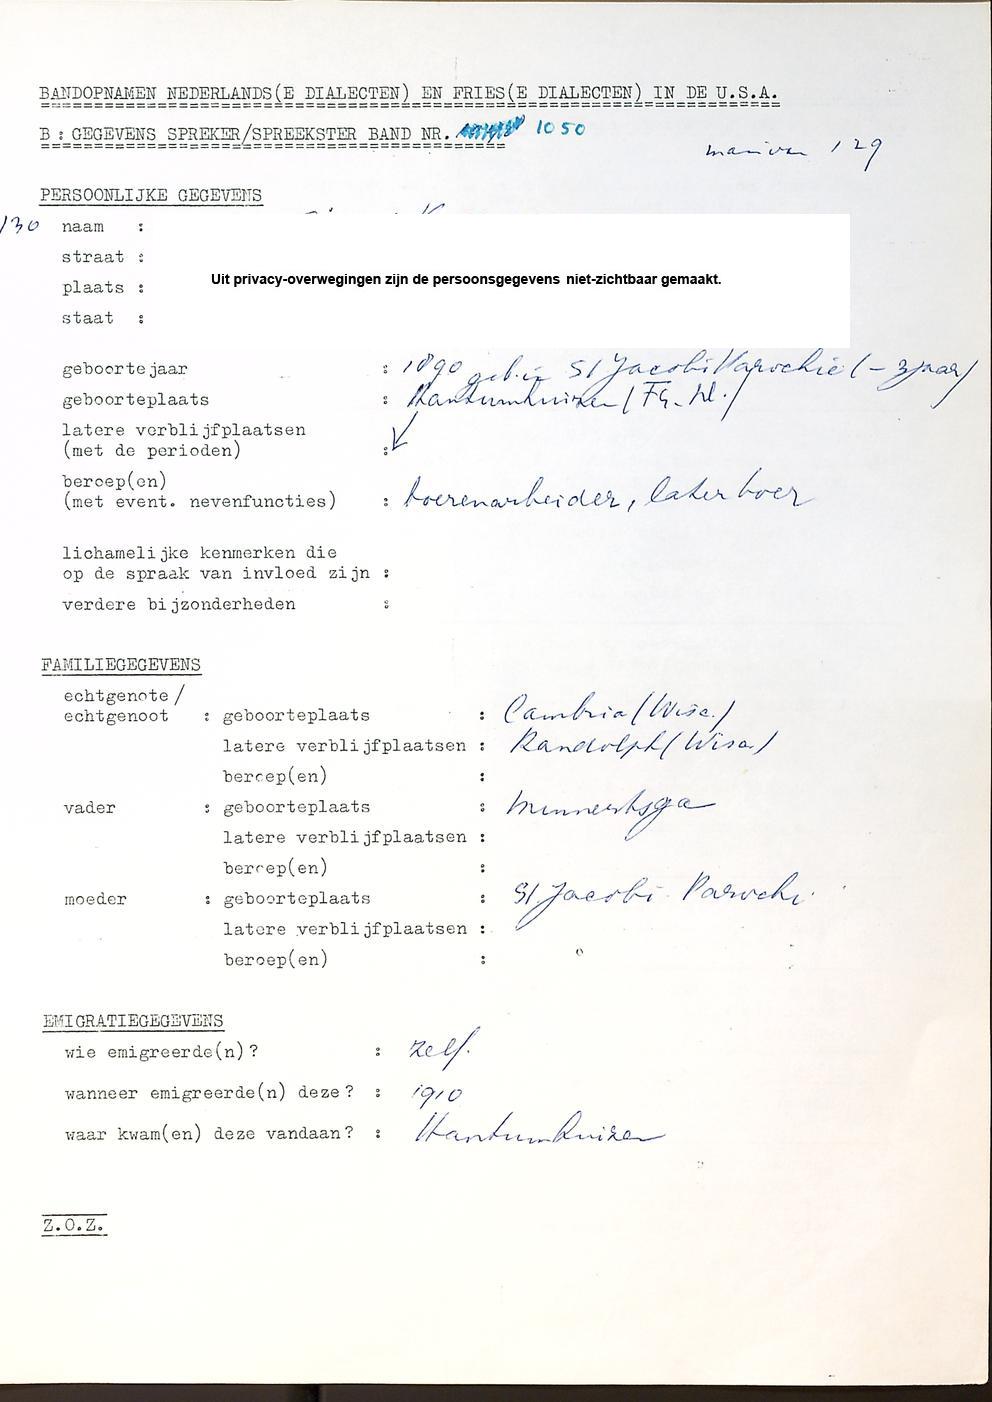 BANDOPNAMEN NEDERLANDS(E DIALECTEN) EN FRIES(E DIALECTEN) IN DE U.S.A.
B : GEGEVENS SPREKER/SPREEKSTER BAND NR. 1050
man van 129
PERSOONLIJKE GEGEVENS
130 naam :
straat :
plaats :
staat :
Uit privacy-overwegingen zijn de persoonsgegevens niet-zichtbaar gemaakt.
geboortejaar : 1890 geb. in St Jacobi Parochie (- 3 jaar)
geboorteplaats : Hantumhuizen (Fr. Nl.)
latere verblijfplaatsen
(met de perioden) :
beroep(en)
(met event. nevenfuncties) : boerenarbeider, later boer
lichamelijke kenmerken die
op de spraak van invloed zijn :
verdere bijzonderheden :
FAMILIEGEGEVENS
echtgenote/
echtgenoot : geboorteplaats : Cambria (Wisc.)
latere verblijfplaatsen : Randolph (Wisc)
beroep(en) :
vader : geboorteplaats : Minnertsga
latere verblijfplaatsen :
beroep(en) :
moeder : geboorteplaats : St. Jacobi Parochi.
latere verblijfplaatsen :
beroep(en) :
EMIGRATIEGEGEVENS
wie emigreerde(n)? : zelf.
wanneer emigreerde(n) deze? : 1910
waar kwam(en) deze vandaan? : Hantumhuizen
Z.O.Z.